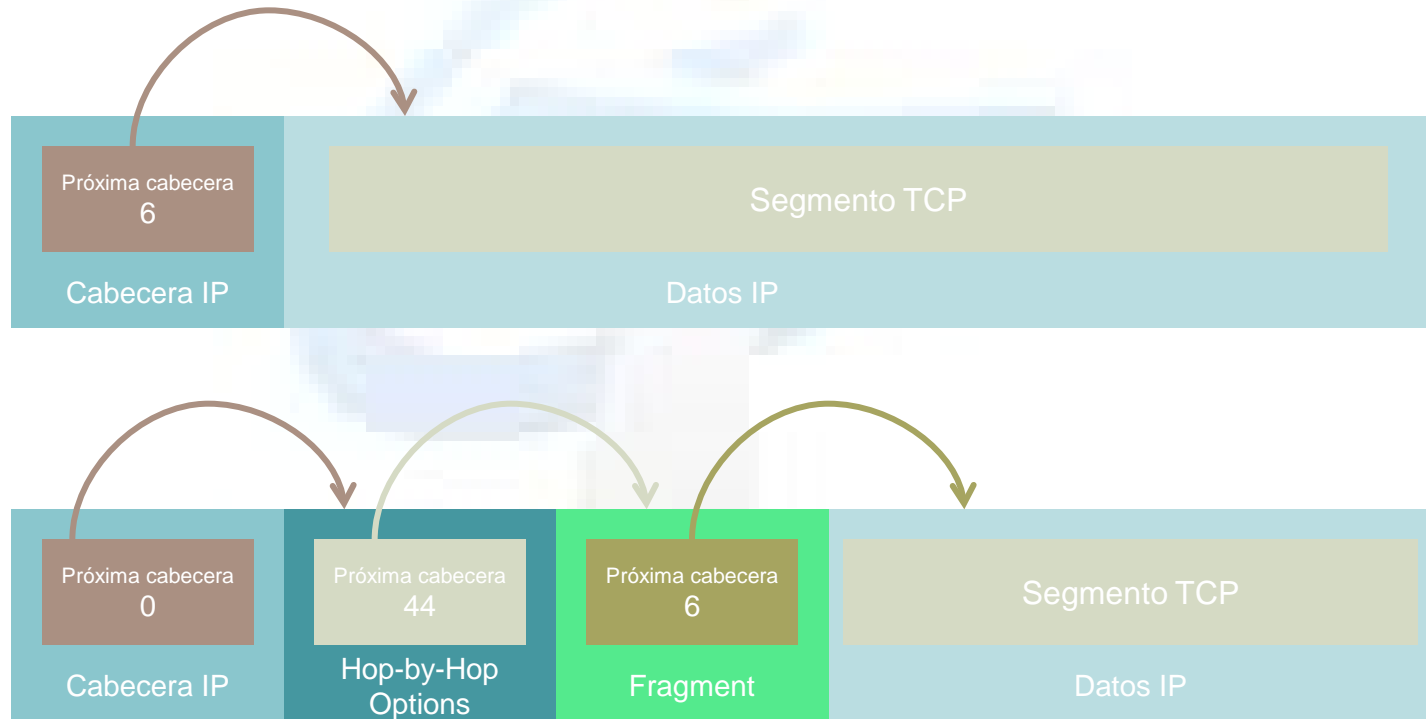 Próxima cabecera
6
Segmento TCP
Cabecera IP
Datos IP
Próxima cabecera
0
Próxima cabecera
44
Próxima cabecera
6
Segmento TCP
Cabecera IP
Hop-by-Hop
Options
Fragment
Datos IP